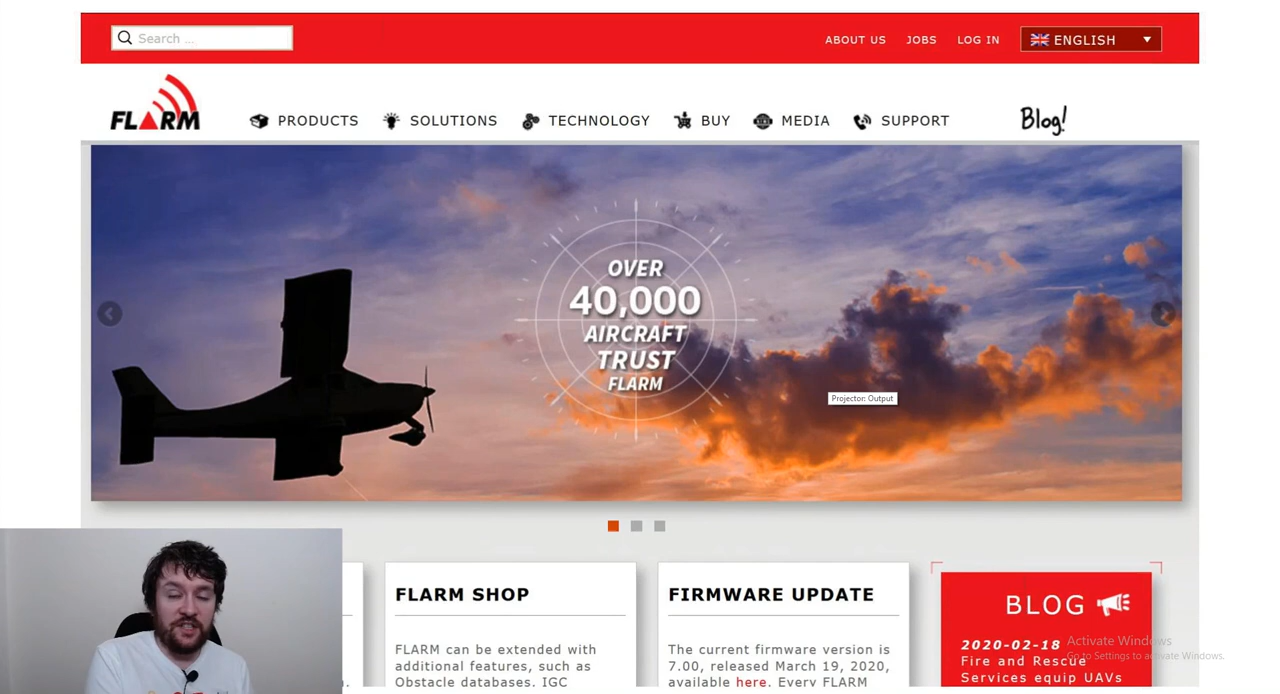 Search ...
ABOUT US
JOBS
LOG IN
ENGLISH
FLARM
PRODUCTS
SOLUTIONS
TECHNOLOGY
BUY
MEDIA
SUPPORT
Blog!
OVER
40,000
AIRCRAFT
TRUST
FLARM
Projector: Output
FLARM SHOP
FLARM can be extended with
additional features, such as
Obstacle databases. IGC
FIRMWARE UPDATE
The current firmware version is
7.00, released March 19, 2020,
available here. Every FLARM
BLOG
2020-02-18
Fire and Rescue
Services equip UAVs
Activate Windows
Go to Settings to activate Windows.